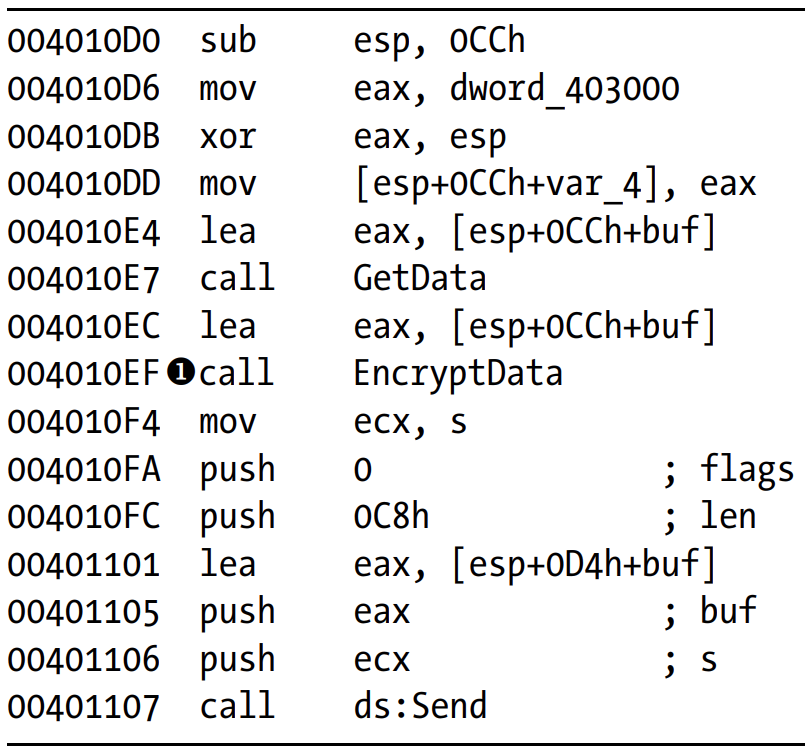 004010D0 sub esp, 0CCh
004010D6 mov eax, dword_403000
004010DB xor eax, esp
004010DD mov [esp+0CCh+var_4], eax
004010E4 lea eax, [esp+0CCh+buf]
004010E7 call GetData
004010EC lea eax, [esp+0CCh+buf]
004010EF ❶call EncryptData
004010F4 mov ecx, s
004010FA push 0 ; flags
004010FC push 0C8h ; len
00401101 lea eax, [esp+0D4h+buf]
00401105 push eax ; buf
00401106 push ecx ; s
00401107 call ds:Send